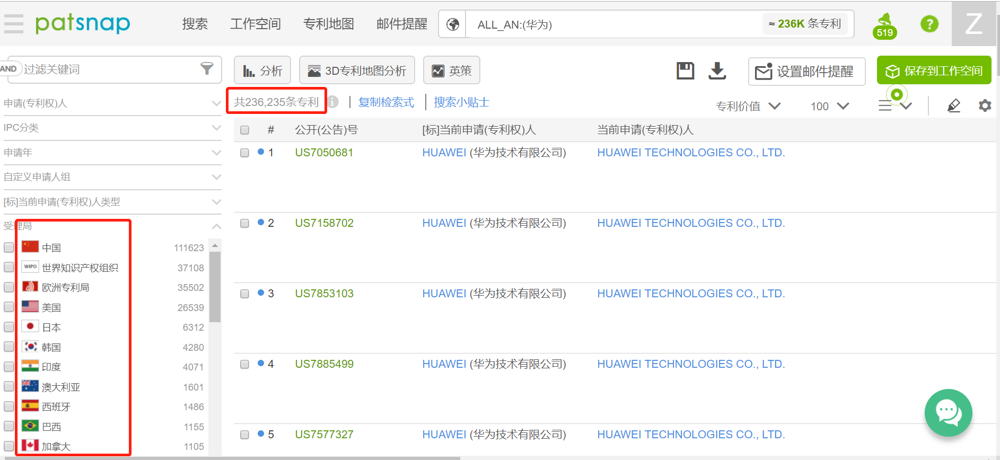 patsnap 搜索 工作空间 专利地图 邮件提醒 ALL_AN:(华为) ≈ 236K 条专利 519 ? Z
AND 过滤关键词 分析 3D专利地图分析 英策 设置邮件提醒 保存到工作空间
共236,235条专利 i 复制检索式 搜索小贴士 专利价值 100
申请(专利权)人
IPC分类
申请年
自定义申请人组
[标]当前申请(专利权)人类型
受理局
中国 111623
WIPO 世界知识产权组织 37108
欧洲专利局 35502
美国 26539
日本 6312
韩国 4280
印度 4071
澳大利亚 1601
西班牙 1486
巴西 1155
加拿大 1105
# 公开(公告)号 [标]当前申请(专利权)人 当前申请(专利权)人
1 US7050681 HUAWEI (华为技术有限公司) HUAWEI TECHNOLOGIES CO., LTD.
2 US7158702 HUAWEI (华为技术有限公司) HUAWEI TECHNOLOGIES CO., LTD.
3 US7853103 HUAWEI (华为技术有限公司) HUAWEI TECHNOLOGIES CO., LTD.
4 US7885499 HUAWEI (华为技术有限公司) HUAWEI TECHNOLOGIES CO., LTD.
5 US7577327 HUAWEI (华为技术有限公司) HUAWEI TECHNOLOGIES CO., LTD.